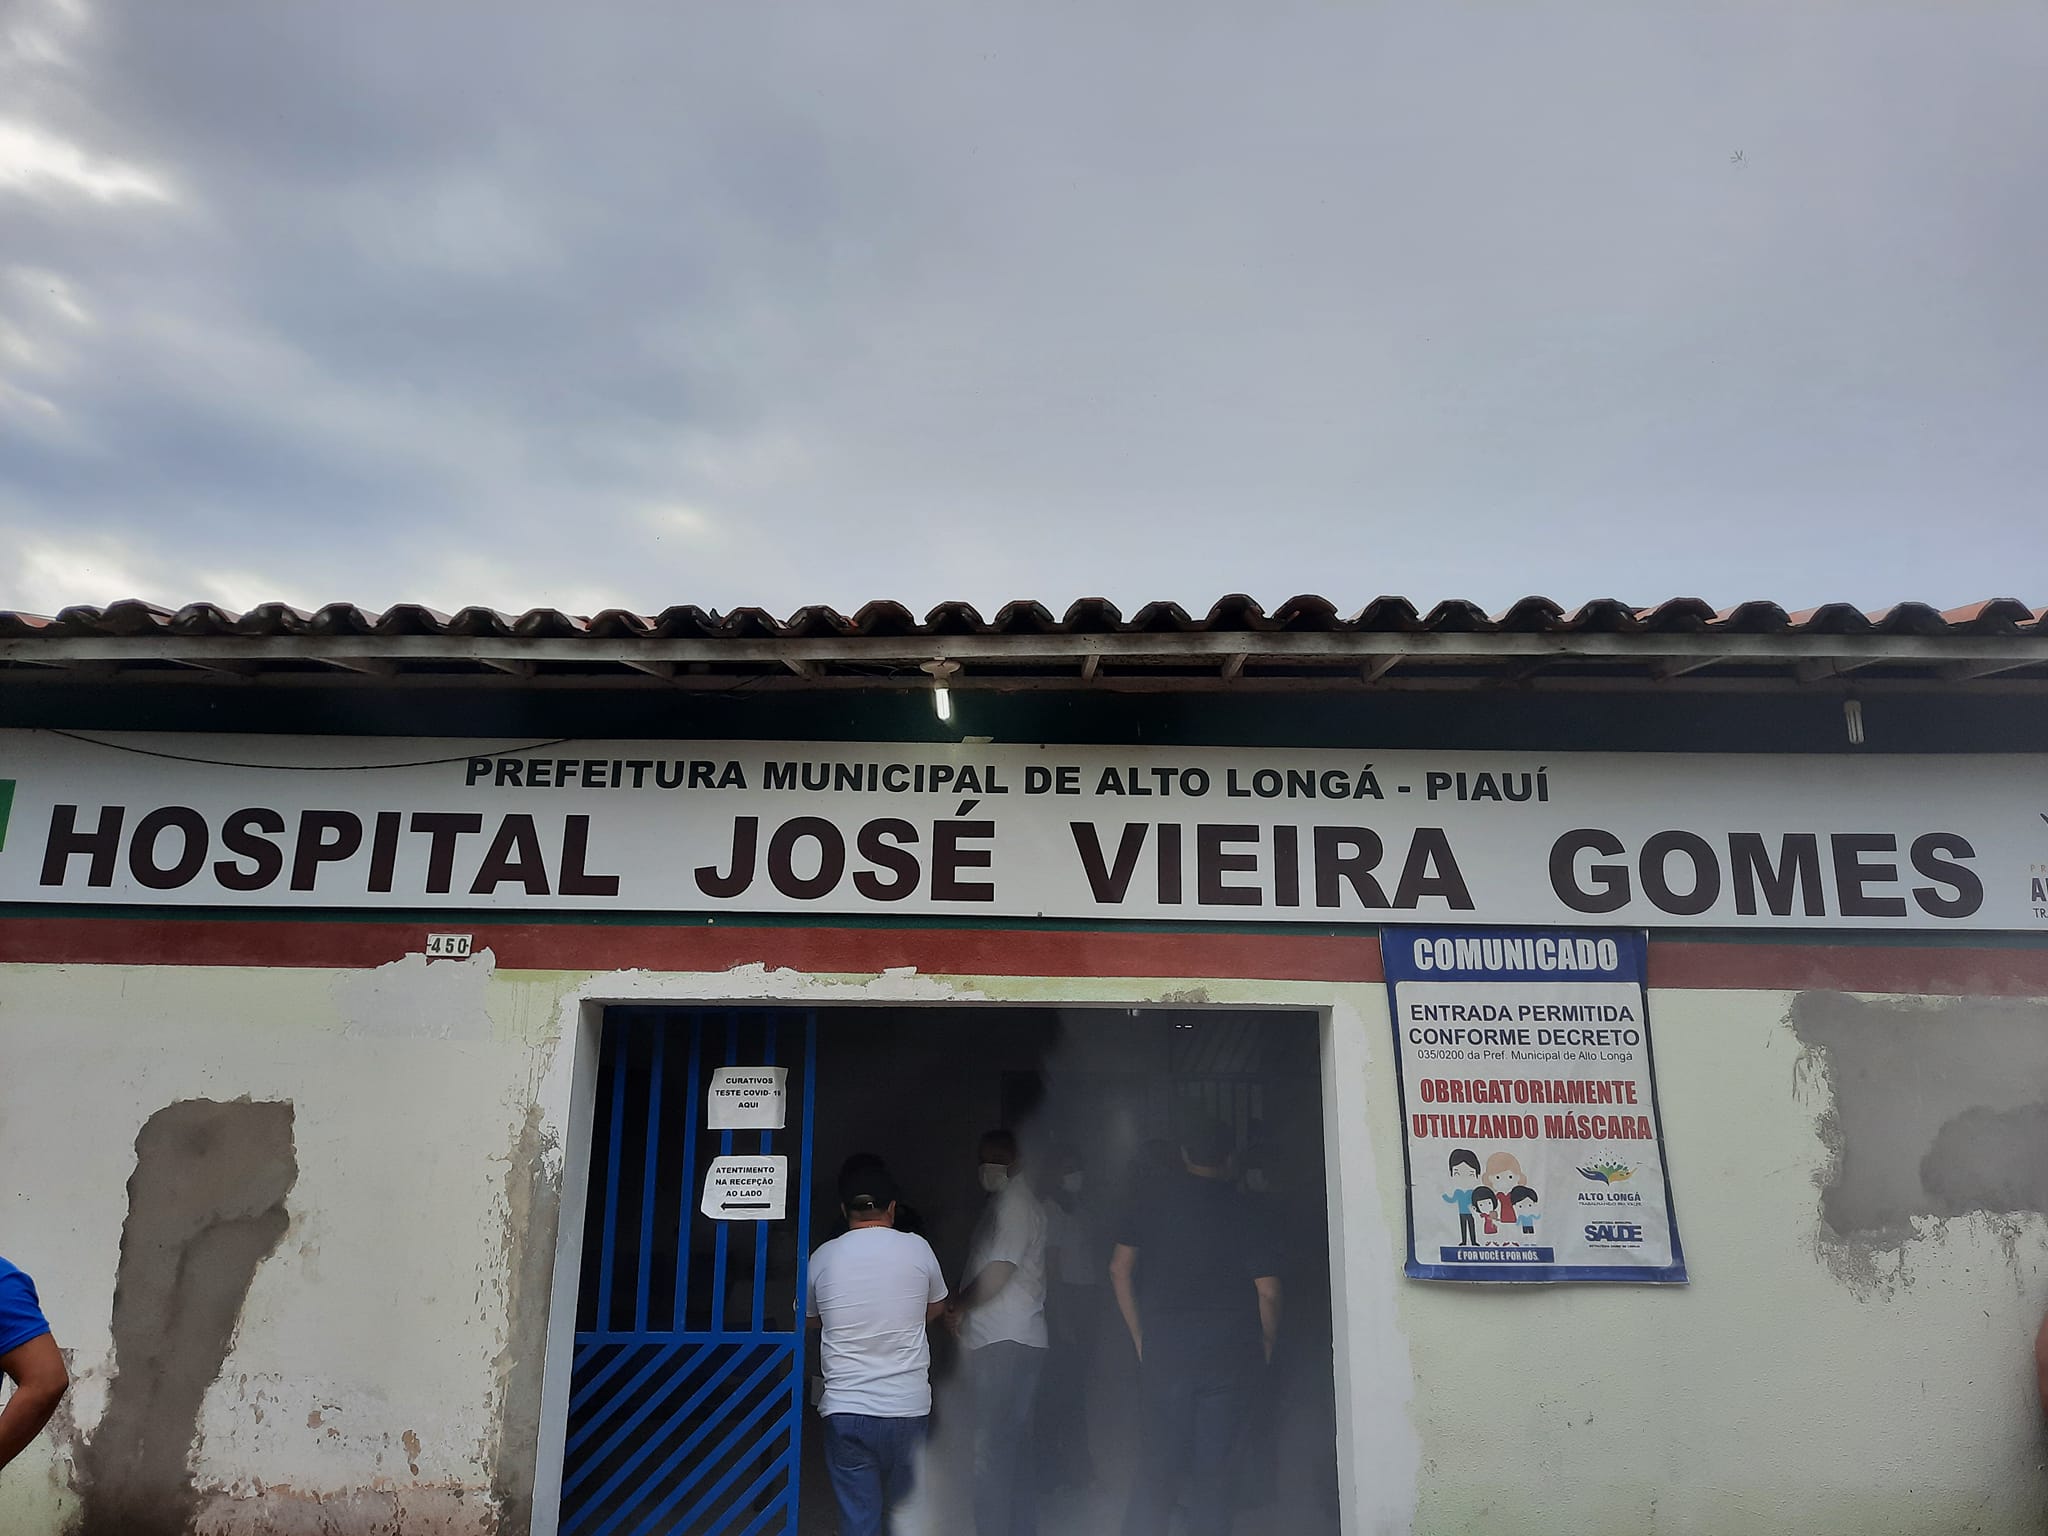 PREFEITURA MUNICIPAL DE ALTO LONGÁ - PIAUÍ
HOSPITAL JOSÉ VIEIRA GOMES
450
COMUNICADO
ENTRADA PERMITIDA
CONFORME DECRETO
035/0200 da Pref. Municipal de Alto Longá
OBRIGATORIAMENTE
UTILIZANDO MÁSCARA
ALTO LONGÁ
SAÚDE
É POR VOCÊ E POR NÓS.
CURATIVOS
TESTE COVID- 19
AQUI
ATENTIMENTO
NA RECEPÇÃO
AO LADO